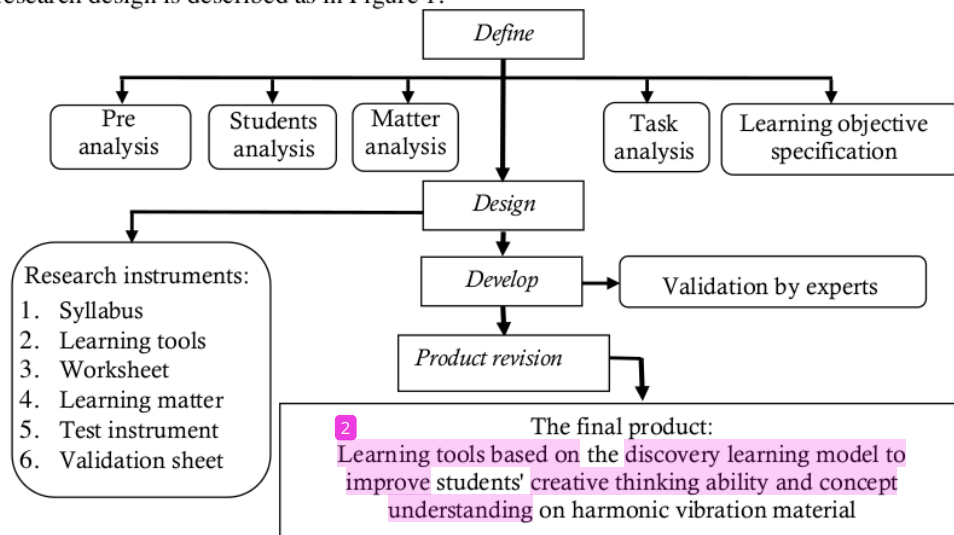 research design is described as in Figure 1.
Define
Pre
analysis
Students
analysis
Matter
analysis
Task
analysis
Learning objective
specification
Design
Research instruments:
1. Syllabus
2. Learning tools
3. Worksheet
4. Learning matter
5. Test instrument
6. Validation sheet
Develop
Validation by experts
Product revision
2
The final product:
Learning tools based on the discovery learning model to
improve students' creative thinking ability and concept
understanding on harmonic vibration material